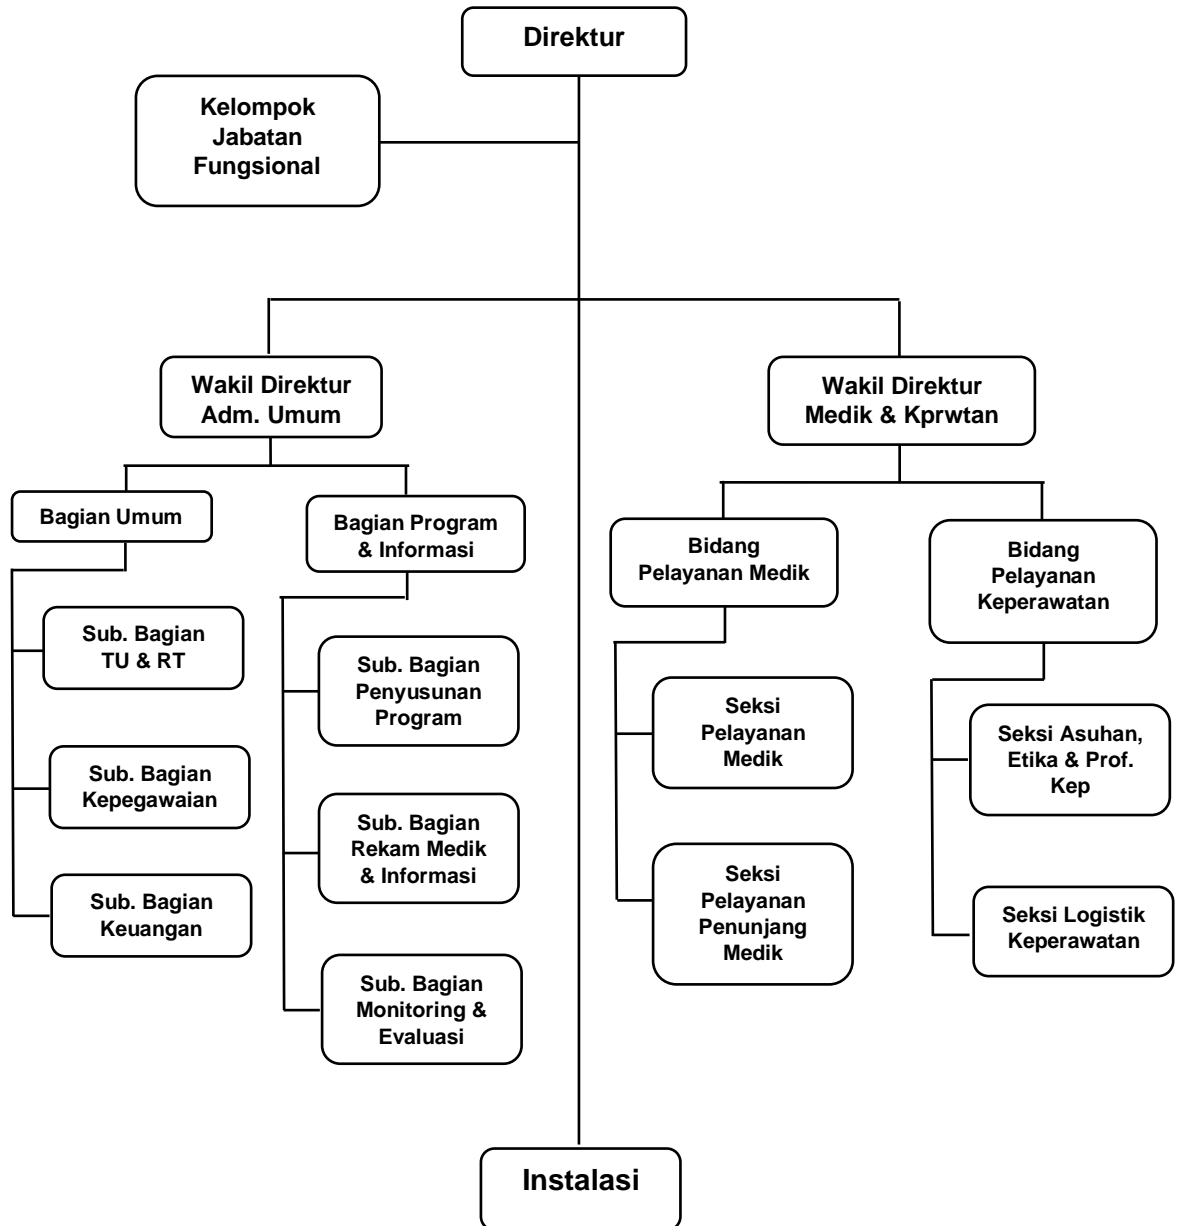 Direktur
Kelompok
Jabatan
Fungsional
Wakil Direktur
Adm. Umum
Wakil Direktur
Medik & Kprwtan
Bagian Umum
Bagian Program
& Informasi
Bidang
Pelayanan Medik
Bidang
Pelayanan
Keperawatan
Sub. Bagian
TU & RT
Sub. Bagian
Kepegawaian
Sub. Bagian
Keuangan
Sub. Bagian
Penyusunan
Program
Sub. Bagian
Rekam Medik
& Informasi
Sub. Bagian
Monitoring &
Evaluasi
Seksi
Pelayanan
Medik
Seksi
Pelayanan
Penunjang
Medik
Seksi Asuhan,
Etika & Prof.
Kep
Seksi Logistik
Keperawatan
Instalasi